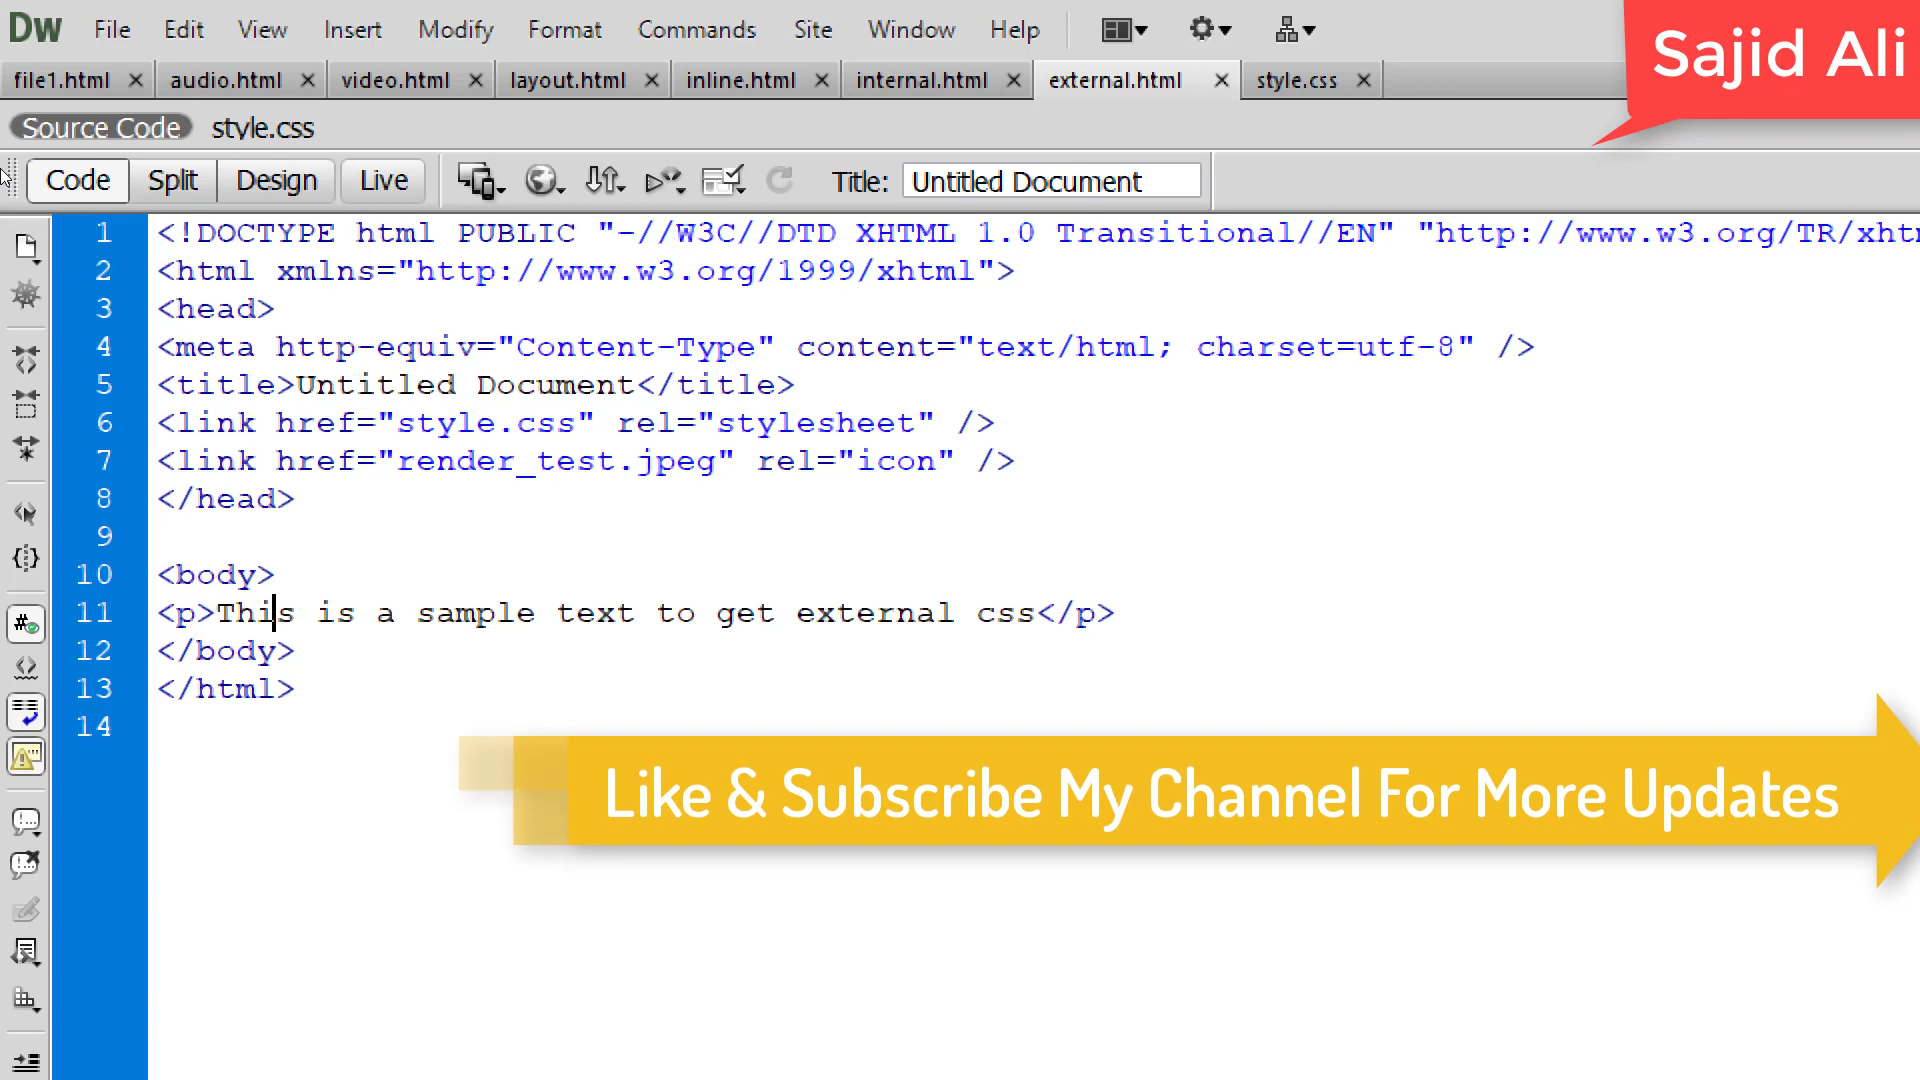 DW File Edit View Insert Modify Format Commands Site Window Help
Sajid Ali
file1.html audio.html video.html layout.html inline.html internal.html external.html style.css
Source Code style.css
Code Split Design Live Title: Untitled Document
1 <!DOCTYPE html PUBLIC "-//W3C//DTD XHTML 1.0 Transitional//EN" "http://www.w3.org/TR/xhtm
2 <html xmlns="http://www.w3.org/1999/xhtml">
3 <head>
4 <meta http-equiv="Content-Type" content="text/html; charset=utf-8" />
5 <title>Untitled Document</title>
6 <link href="style.css" rel="stylesheet" />
7 <link href="render_test.jpeg" rel="icon" />
8 </head>
9
10 <body>
11 <p>This is a sample text to get external css</p>
12 </body>
13 </html>
14
Like & Subscribe My Channel For More Updates